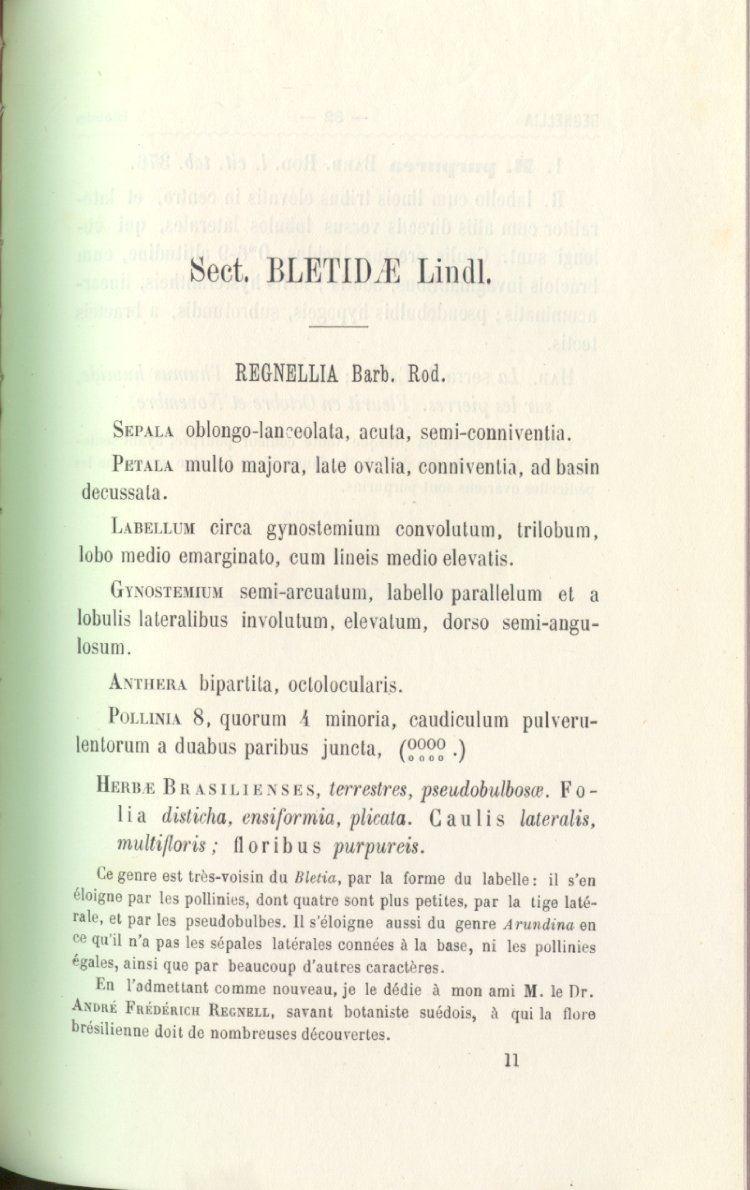 Sect. BLETIDÆ Lindl.
REGNELLIA Barb. Rod.
SEPALA oblongo-lanceolata, acuta, semi-conniventia.
PETALA multo majora, late ovalia, conniventia, ad basin
decussata.
LABELLUM circa gynostemium convolutum, trilobum,
lobo medio emarginato, cum lineis medio elevatis.
GYNOSTEMIUM semi-arcuatum, labello parallelum et a
lobulis lateralibus involutum, elevatum, dorso semi-angu-
losum.
ANTHERA bipartita, octolocularis.
POLLINIA 8, quorum 4 minoria, caudiculum pulveru-
lentorum a duabus paribus juncta, (oooo oooo .)
HERBÆ BRASILIENSES, terrestres, pseudobulbosæ. Fo-
lia disticha, ensiformia, plicata. Caulis lateralis,
multifloris ; floribus purpureis.
Ce genre est très-voisin du Bletia, par la forme du labelle : il s'en
éloigne par les pollinies, dont quatre sont plus petites, par la tige laté-
rale, et par les pseudobulbes. Il s'éloigne aussi du genre Arundina en
ce qu'il n'a pas les sépales latérales connées à la base, ni les pollinies
égales, ainsi que par beaucoup d'autres caractères.
En l'admettant comme nouveau, je le dédie à mon ami M. le Dr.
ANDRÉ FRÉDÉRICH REGNELL, savant botaniste suédois, à qui la flore
brésilienne doit de nombreuses découvertes.
11